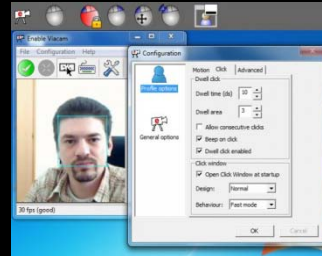 Enable Viacam
File Configuration Help
30 fps (good)
Configuration
Profile options
General options
Motion Click Advanced
Dwell click
Dwell time (ds) 10
Dwell area 3
Allow consecutive clicks
Beep on click
Dwell click enabled
Click window
Open Click Window at startup
Design: Normal
Behaviour: Fast mode
OK Cancel